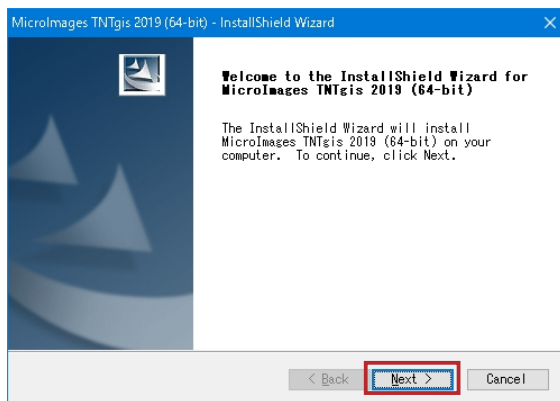 MicroImages TNTgis 2019 (64-bit) - InstallShield Wizard
Welcome to the InstallShield Wizard for
MicroImages TNTgis 2019 (64-bit)
The InstallShield Wizard will install
MicroImages TNTgis 2019 (64-bit) on your
computer.  To continue, click Next.
< Back
Next >
Cancel